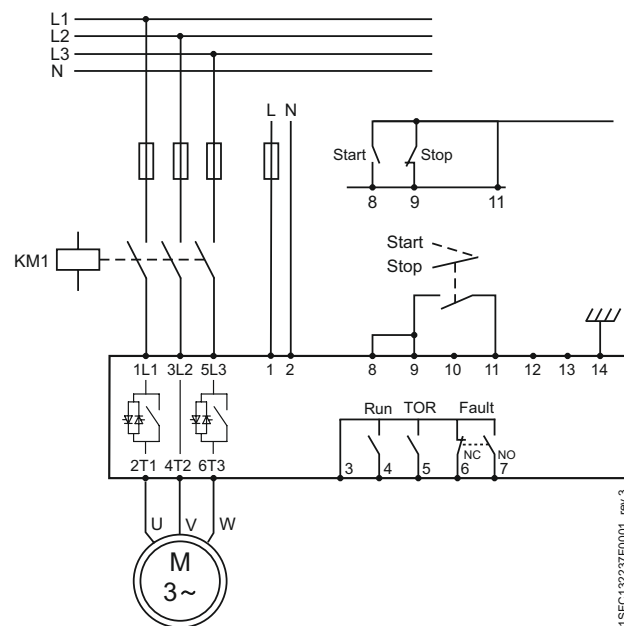 L1
L2
L3
N
L N
Start Stop
8 9 11
KM1
Start
Stop
1L1 3L2 5L3 1 2 8 9 10 11 12 13 14
Run TOR Fault
NC NO
2T1 4T2 6T3 3 4 5 6 7
U V W
M
3~
1SFC132237F0001 rev 3